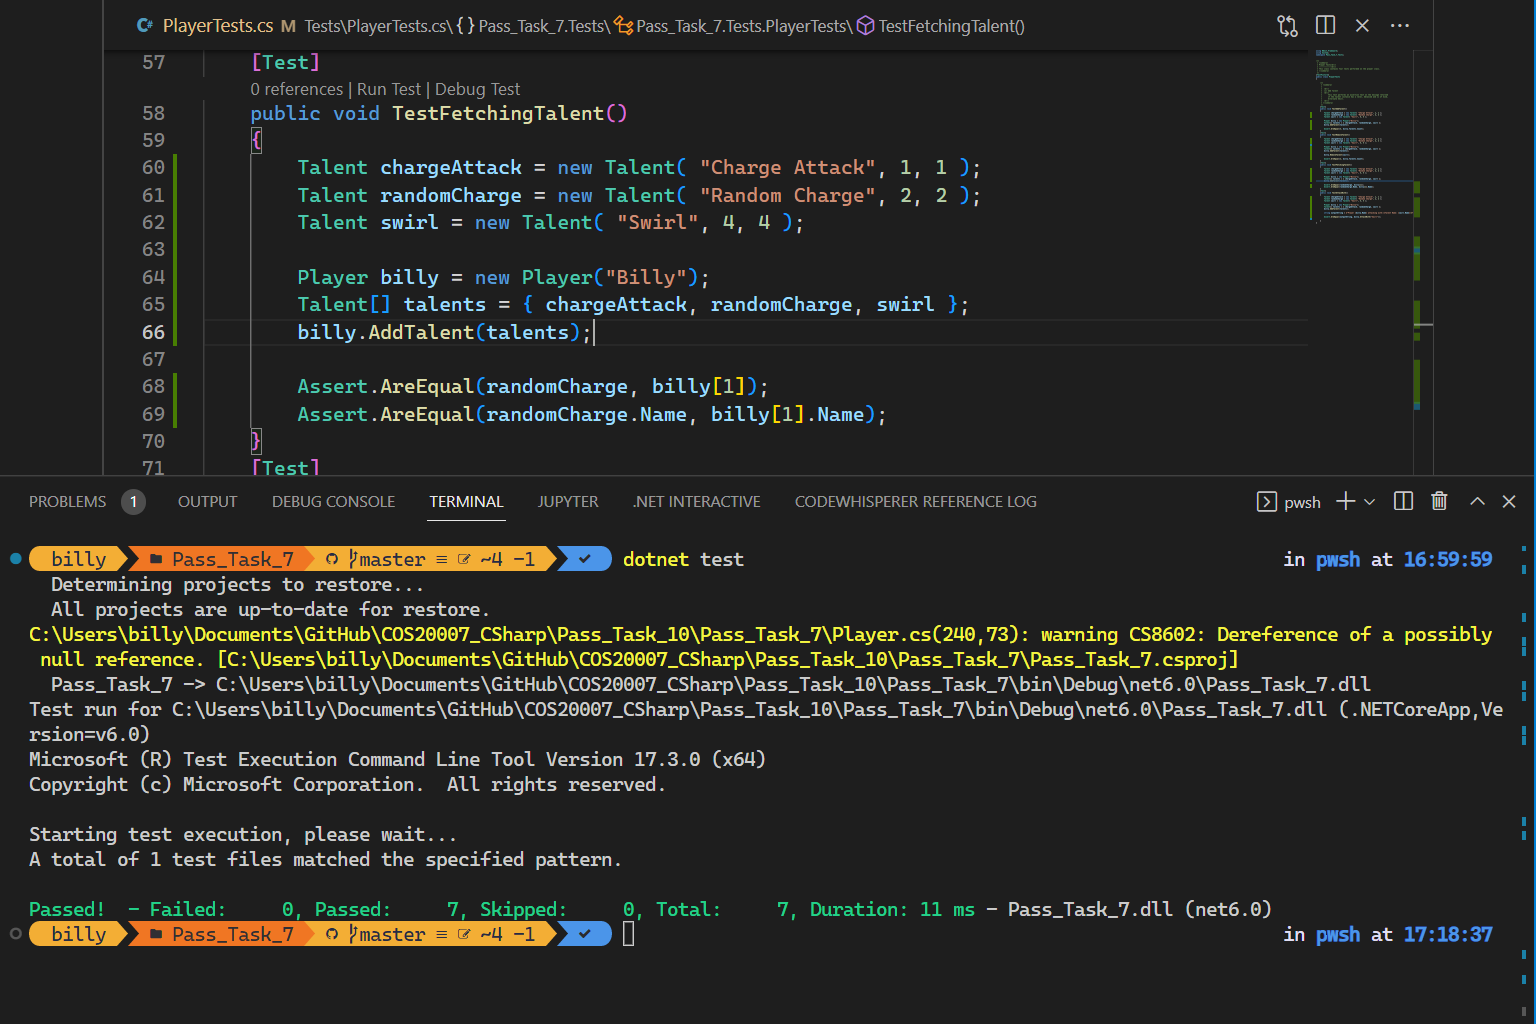 PlayerTests.cs M Tests\PlayerTests.cs\{} Pass_Task_7.Tests\Pass_Task_7.Tests.PlayerTests\TestFetchingTalent()
57 [Test]
0 references | Run Test | Debug Test
58 public void TestFetchingTalent()
59 {
60 Talent chargeAttack = new Talent( "Charge Attack", 1, 1 );
61 Talent randomCharge = new Talent( "Random Charge", 2, 2 );
62 Talent swirl = new Talent( "Swirl", 4, 4 );
63
64 Player billy = new Player("Billy");
65 Talent[] talents = { chargeAttack, randomCharge, swirl };
66 billy.AddTalent(talents);
67
68 Assert.AreEqual(randomCharge, billy[1]);
69 Assert.AreEqual(randomCharge.Name, billy[1].Name);
70 }
71 [Test]
PROBLEMS 1 OUTPUT DEBUG CONSOLE TERMINAL JUPYTER .NET INTERACTIVE CODEWHISPERER REFERENCE LOG pwsh
billy Pass_Task_7 master ≡ ~4 -1 ✓ dotnet test in pwsh at 16:59:59
Determining projects to restore...
All projects are up-to-date for restore.
C:\Users\billy\Documents\GitHub\COS20007_CSharp\Pass_Task_10\Pass_Task_7\Player.cs(240,73): warning CS8602: Dereference of a possibly
null reference. [C:\Users\billy\Documents\GitHub\COS20007_CSharp\Pass_Task_10\Pass_Task_7\Pass_Task_7.csproj]
Pass_Task_7 -> C:\Users\billy\Documents\GitHub\COS20007_CSharp\Pass_Task_10\Pass_Task_7\bin\Debug\net6.0\Pass_Task_7.dll
Test run for C:\Users\billy\Documents\GitHub\COS20007_CSharp\Pass_Task_10\Pass_Task_7\bin\Debug\net6.0\Pass_Task_7.dll (.NETCoreApp,Ve
rsion=v6.0)
Microsoft (R) Test Execution Command Line Tool Version 17.3.0 (x64)
Copyright (c) Microsoft Corporation.  All rights reserved.
Starting test execution, please wait...
A total of 1 test files matched the specified pattern.
Passed!  - Failed:     0, Passed:     7, Skipped:     0, Total:     7, Duration: 11 ms - Pass_Task_7.dll (net6.0)
billy Pass_Task_7 master ≡ ~4 -1 ✓ in pwsh at 17:18:37